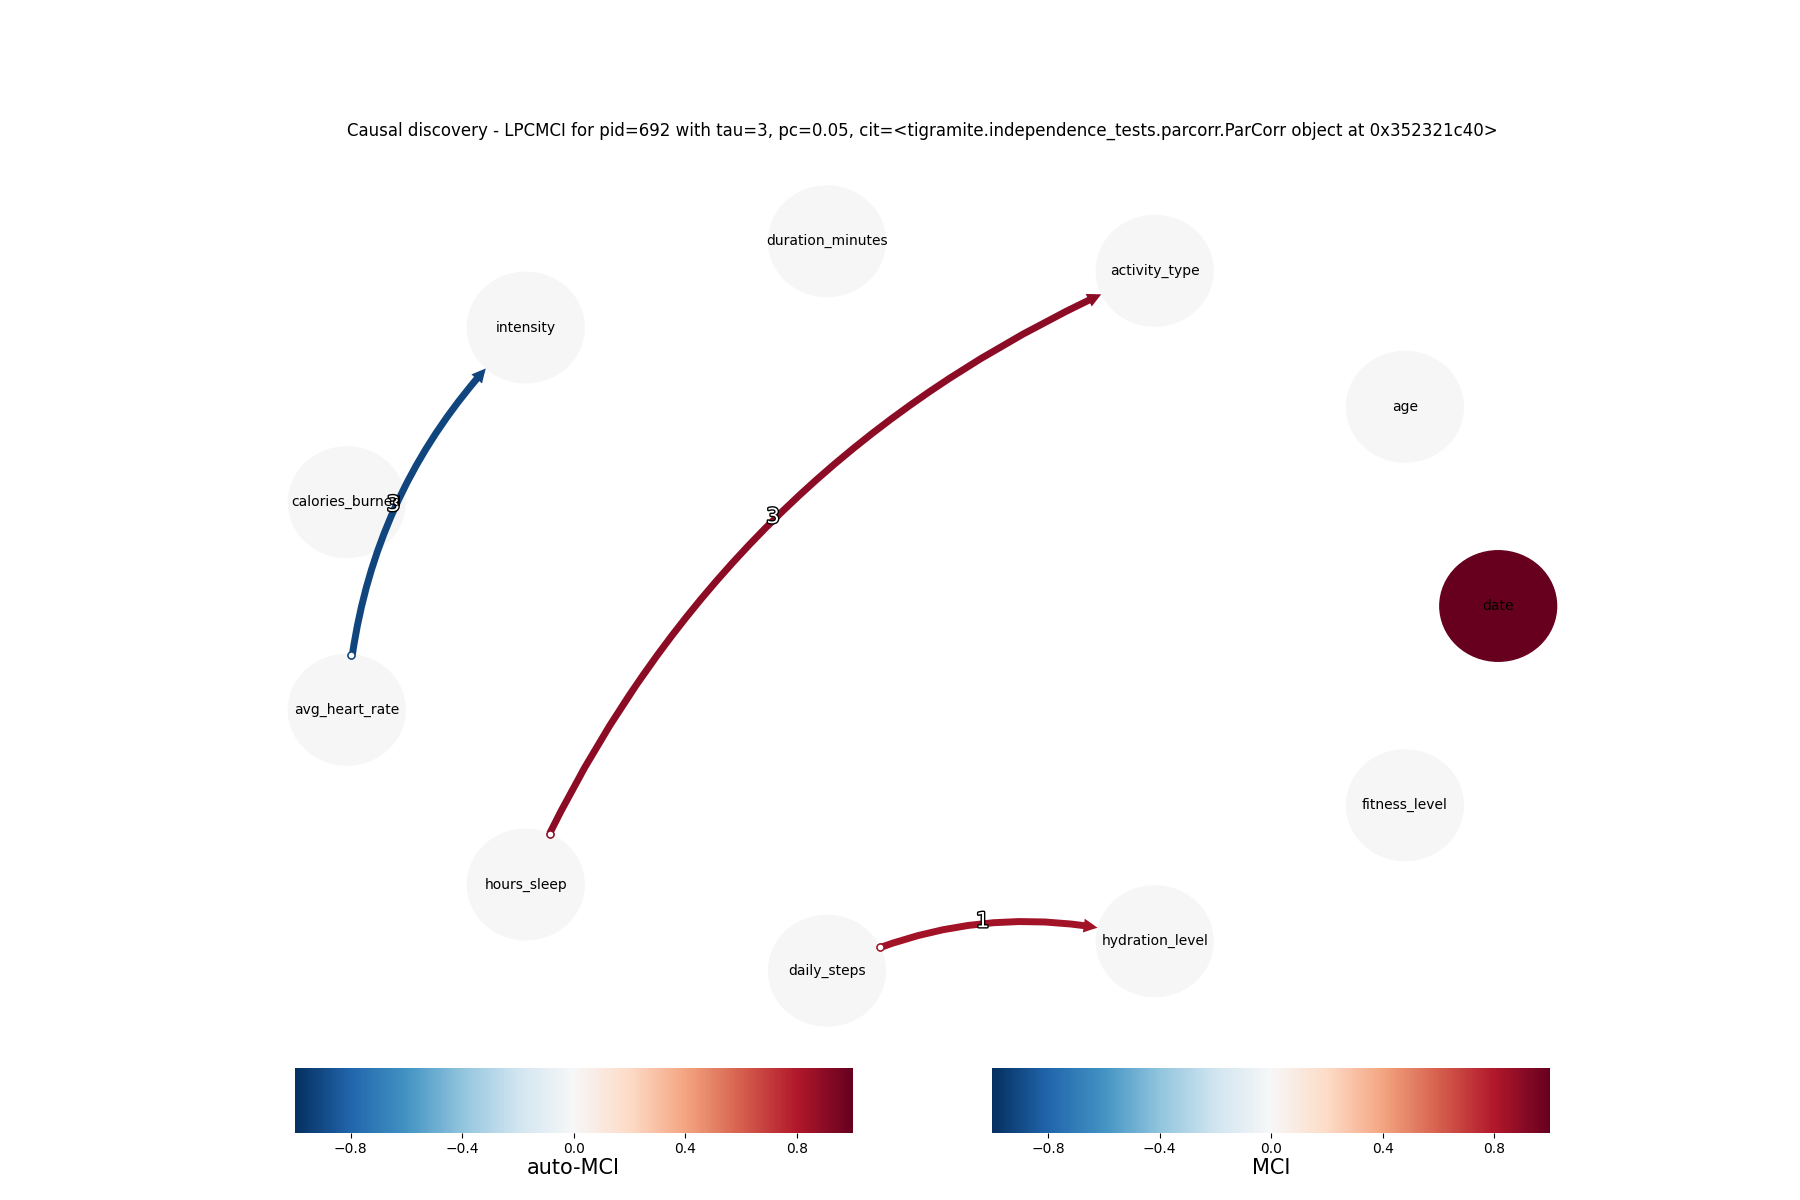 Causal discovery - LPCMCI for pid=692 with tau=3, pc=0.05, cit=<tigramite.independence_tests.parcorr.ParCorr object at 0x352321c40>
duration_minutes
activity_type
intensity
age
calories_burned
3
3
date
avg_heart_rate
fitness_level
hours_sleep
1
hydration_level
daily_steps
−0.8 −0.4 0.0 0.4 0.8
auto-MCI
−0.8 −0.4 0.0 0.4 0.8
MCI